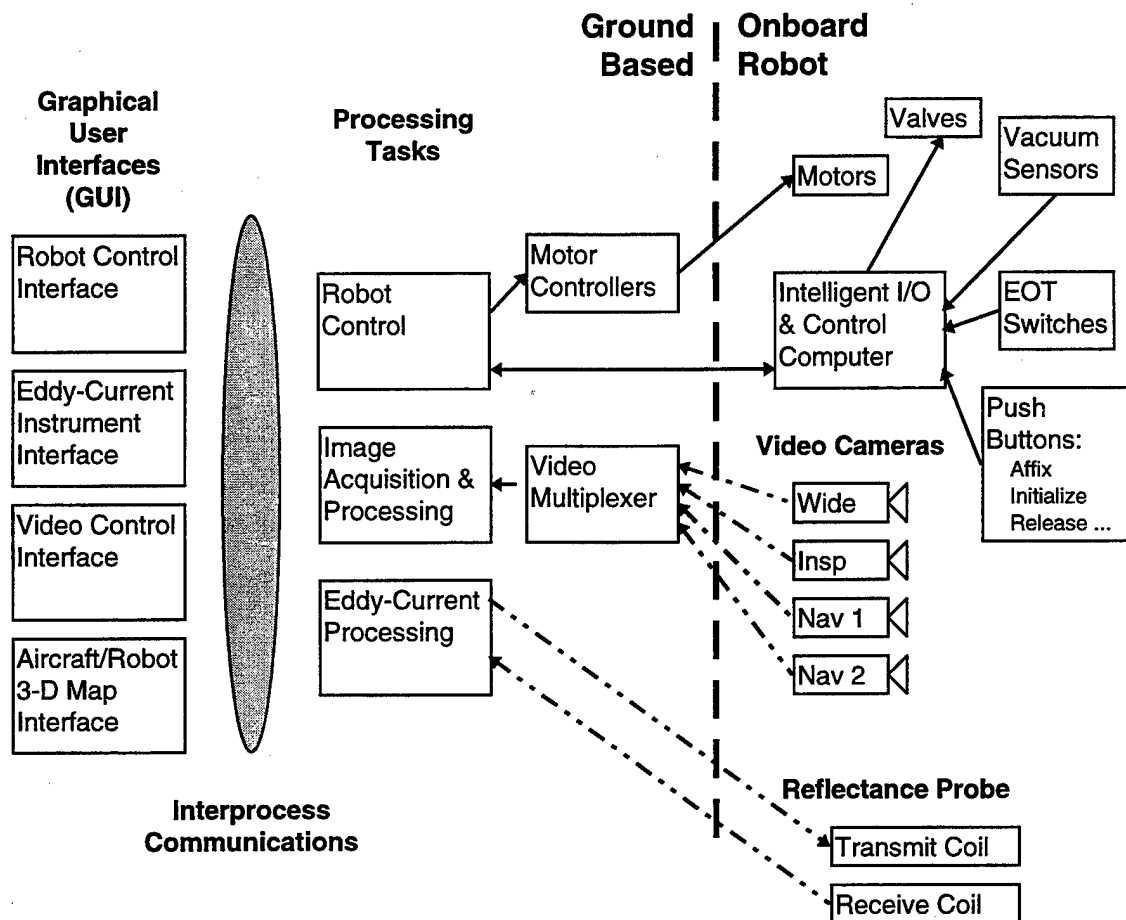 Ground
Based
Onboard
Robot
Graphical
User
Interfaces
(GUI)
Processing
Tasks
Valves
Vacuum
Sensors
Motors
Robot Control
Interface
Motor
Controllers
Robot
Control
Intelligent I/O
& Control
Computer
EOT
Switches
Eddy-Current
Instrument
Interface
Image
Acquisition &
Processing
Video
Multiplexer
Video Cameras
Push
Buttons:
Affix
Initialize
Release ...
Wide
Insp
Nav 1
Nav 2
Video Control
Interface
Eddy-Current
Processing
Aircraft/Robot
3-D Map
Interface
Interprocess
Communications
Reflectance Probe
Transmit Coil
Receive Coil